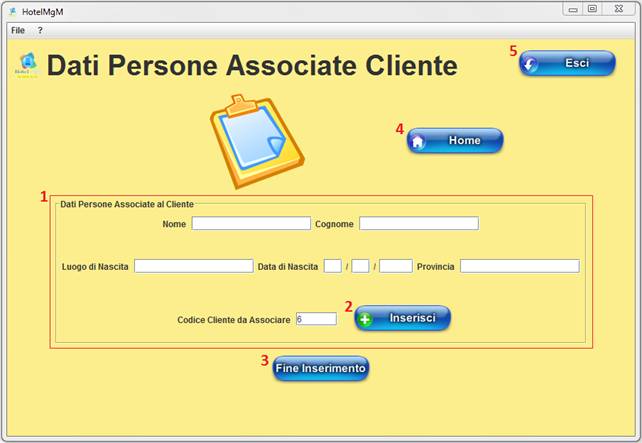 HotelMgM
File ?
Dati Persone Associate Cliente
5
Esci
4
Home
1
Dati Persone Associate al Cliente
Nome Cognome
Luogo di Nascita Data di Nascita / / Provincia
2
Codice Cliente da Associare 6 Inserisci
3
Fine Inserimento